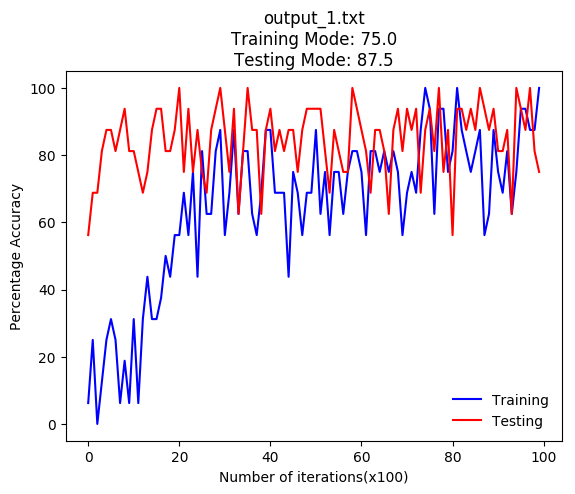 output_1.txt
Training Mode: 75.0
Testing Mode: 87.5
100
80
60
40
20
0
Percentage Accuracy
0 20 40 60 80 100
Number of iterations(x100)
Training
Testing